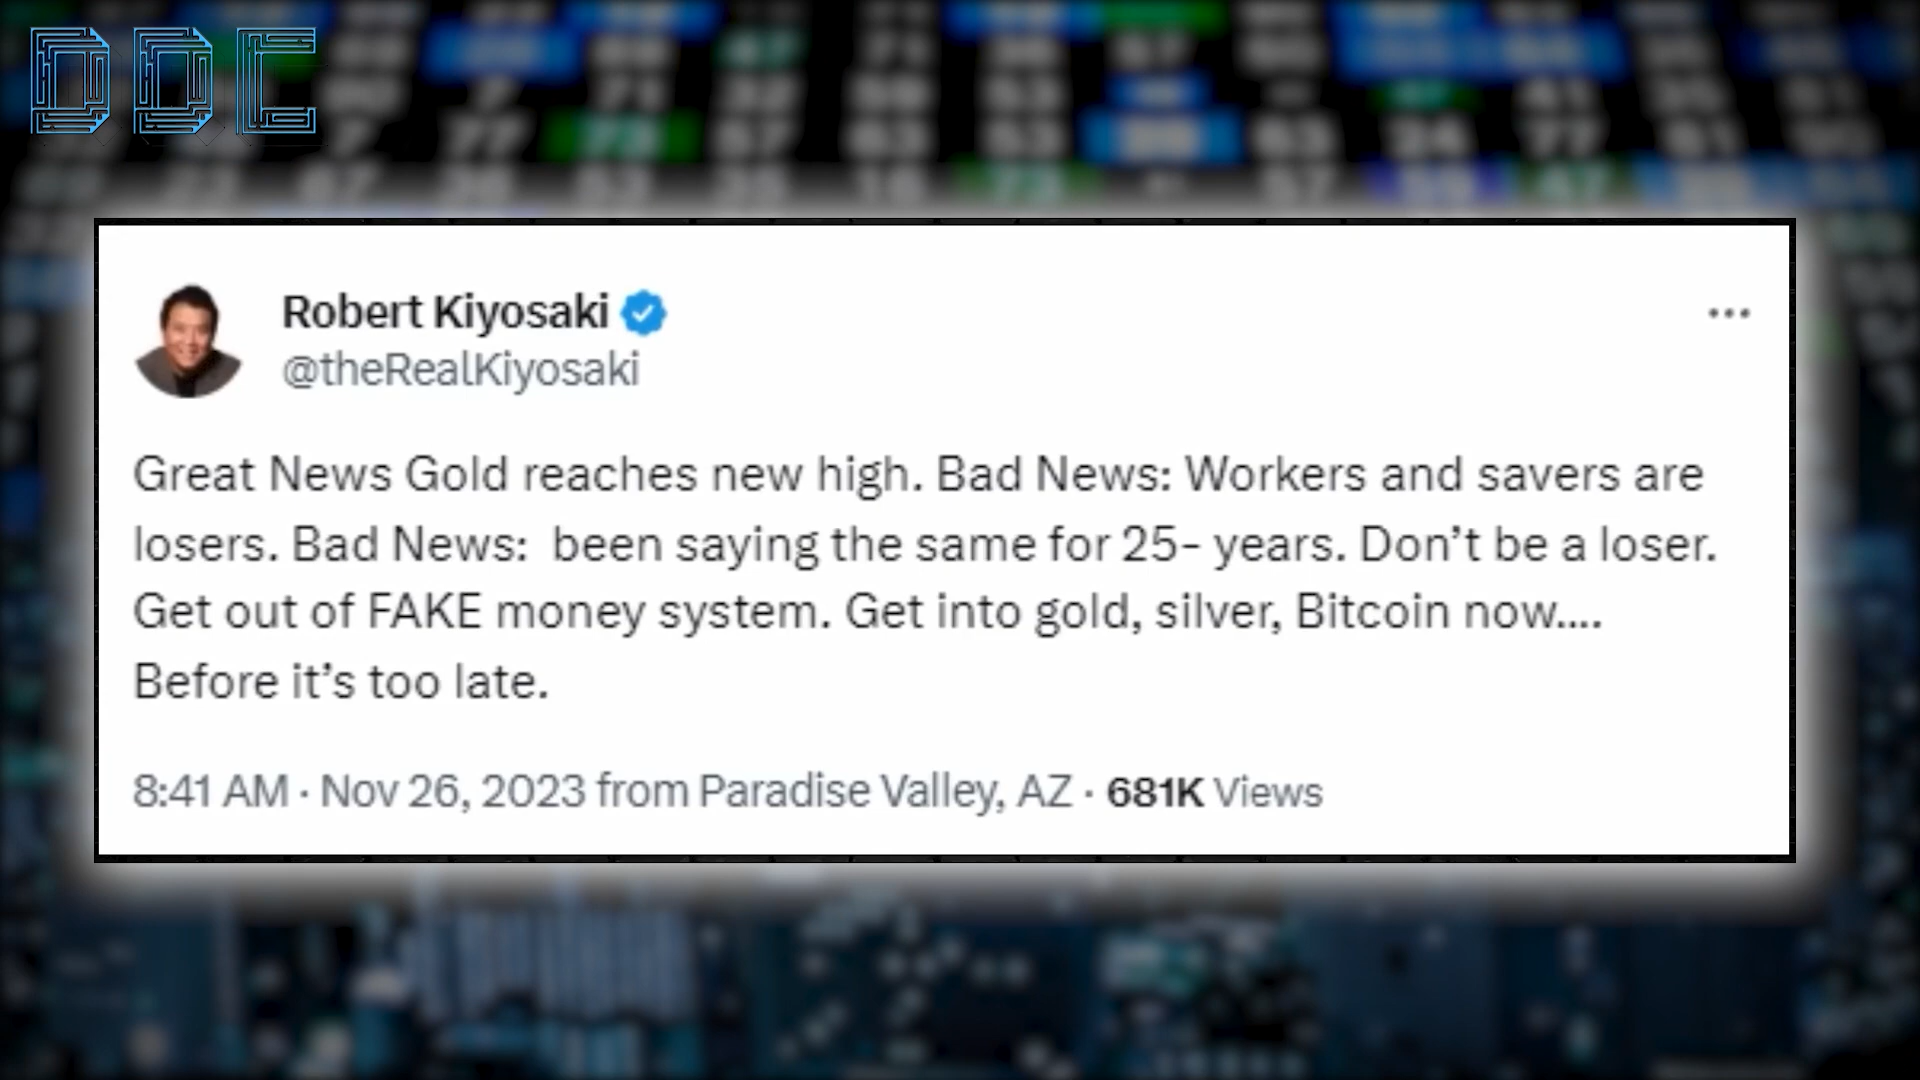 DDC
Robert Kiyosaki
@theRealKiyosaki
Great News Gold reaches new high. Bad News: Workers and savers are
losers. Bad News:  been saying the same for 25- years. Don’t be a loser.
Get out of FAKE money system. Get into gold, silver, Bitcoin now....
Before it’s too late.
8:41 AM · Nov 26, 2023 from Paradise Valley, AZ · 681K Views